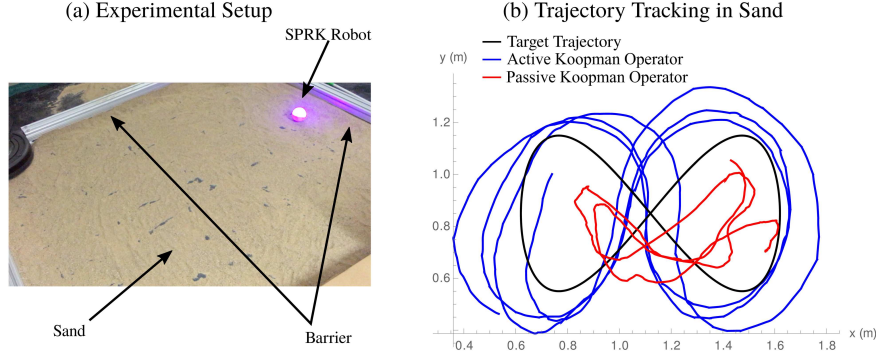 (a) Experimental Setup
SPRK Robot
Sand
Barrier
(b) Trajectory Tracking in Sand
y (m)
Target Trajectory
Active Koopman Operator
Passive Koopman Operator
1.2
1.0
0.8
0.6
0.4 0.6 0.8 1.0 1.2 1.4 1.6 1.8
x (m)